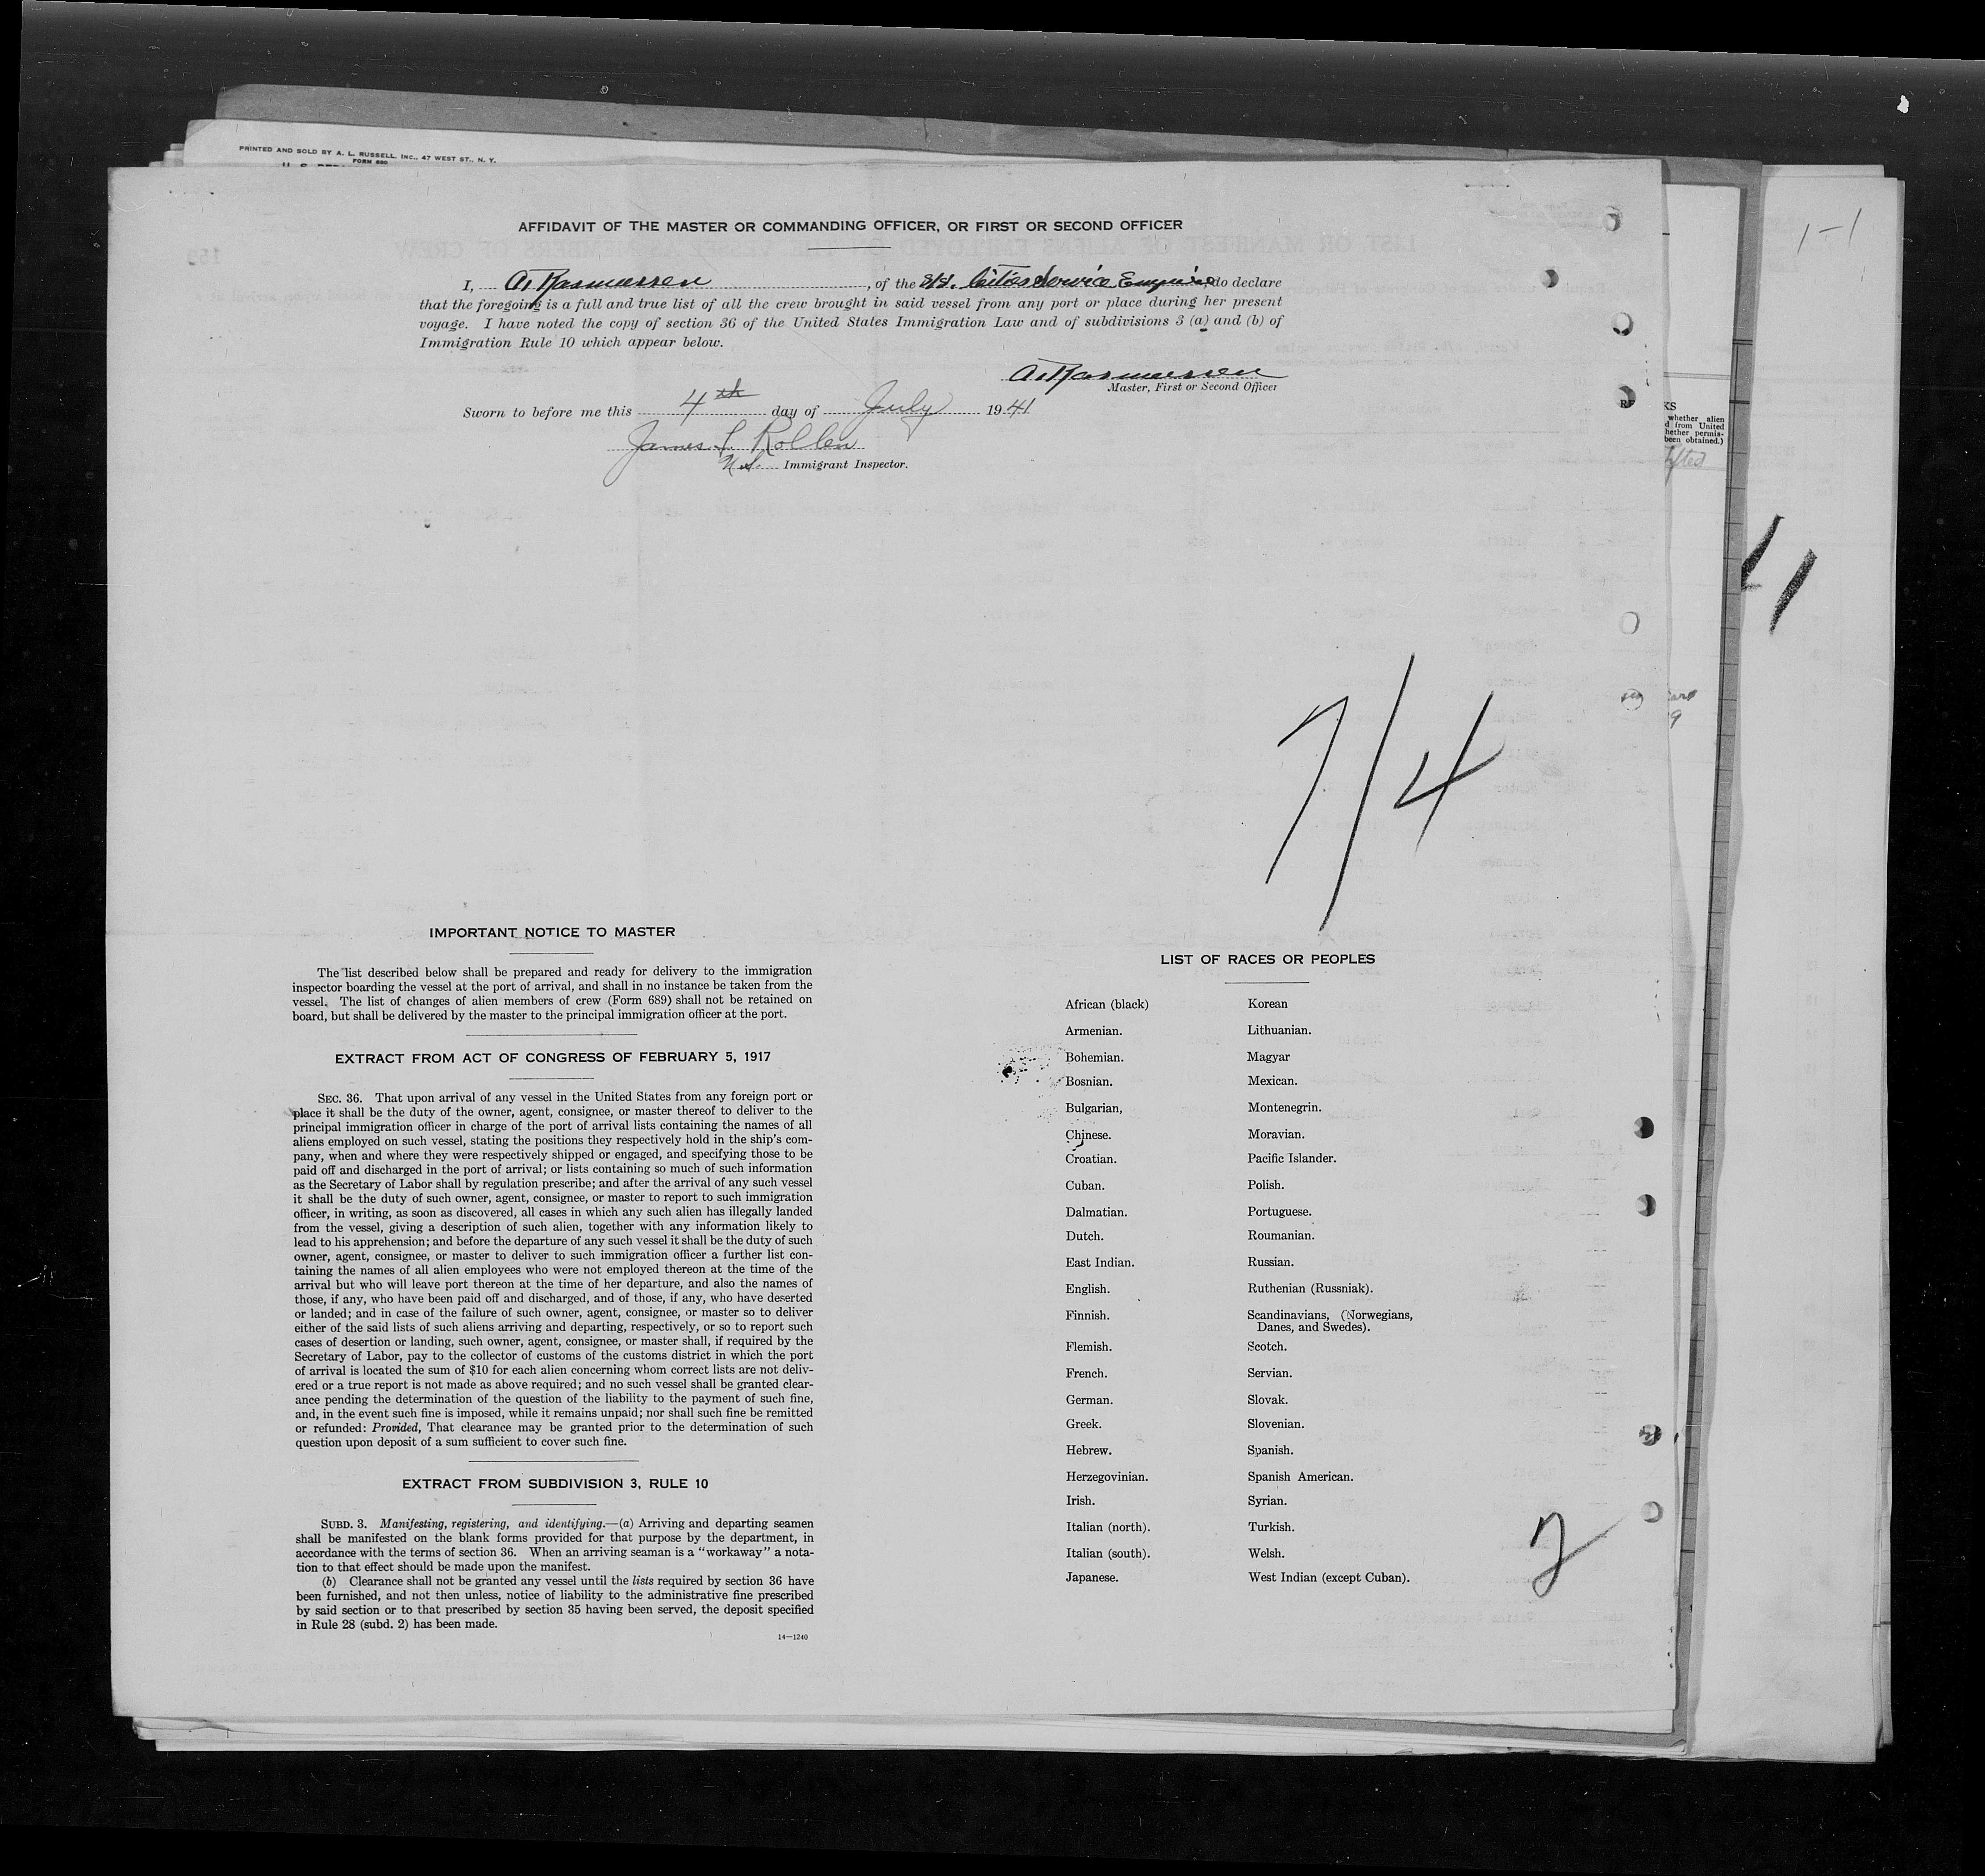 PRINTED AND SOLD BY A. L. RUSSELL, INC., 47 WEST ST., N. Y.
FORM 680
AFFIDAVIT OF THE MASTER OR COMMANDING OFFICER, OR FIRST OR SECOND OFFICER
I, A. Rasmussen, of the S/S. Cities Service Empire do declare
that the foregoing is a full and true list of all the crew brought in said vessel from any port or place during her present
voyage. I have noted the copy of section 36 of the United States Immigration Law and of subdivisions 3 (a) and (b) of
Immigration Rule 10 which appear below.
A. Rasmussen
Master, First or Second Officer
Sworn to before me this 4th day of July 1941
James
Immigrant Inspector.
7/4
1-1
whether alien
d from United
hether permis-
been obtained.)
IMPORTANT NOTICE TO MASTER
The list described below shall be prepared and ready for delivery to the immigration
inspector boarding the vessel at the port of arrival, and shall in no instance be taken from the
vessel. The list of changes of alien members of crew (Form 689) shall not be retained on
board, but shall be delivered by the master to the principal immigration officer at the port.
EXTRACT FROM ACT OF CONGRESS OF FEBRUARY 5, 1917
SEC. 36. That upon arrival of any vessel in the United States from any foreign port or
place it shall be the duty of the owner, agent, consignee, or master thereof to deliver to the
principal immigration officer in charge of the port of arrival lists containing the names of all
aliens employed on such vessel, stating the positions they respectively hold in the ship's com-
pany, when and where they were respectively shipped or engaged, and specifying those to be
paid off and discharged in the port of arrival; or lists containing so much of such information
as the Secretary of Labor shall by regulation prescribe; and after the arrival of any such vessel
it shall be the duty of such owner, agent, consignee, or master to report to such immigration
officer, in writing, as soon as discovered, all cases in which any such alien has illegally landed
from the vessel, giving a description of such alien, together with any information likely to
lead to his apprehension; and before the departure of any such vessel it shall be the duty of such
owner, agent, consignee, or master to deliver to such immigration officer a further list con-
taining the names of all alien employees who were not employed thereon at the time of the
arrival but who will leave port thereon at the time of her departure, and also the names of
those, if any, who have been paid off and discharged, and of those, if any, who have deserted
or landed; and in case of the failure of such owner, agent, consignee, or master so to deliver
either of the said lists of such aliens arriving and departing, respectively, or so to report such
cases of desertion or landing, such owner, agent, consignee, or master shall, if required by the
Secretary of Labor, pay to the collector of customs of the customs district in which the port
of arrival is located the sum of $10 for each alien concerning whom correct lists are not deliv-
ered or a true report is not made as above required; and no such vessel shall be granted clear-
ance pending the determination of the question of the liability to the payment of such fine,
and, in the event such fine is imposed, while it remains unpaid; nor shall such fine be remitted
or refunded: Provided, That clearance may be granted prior to the determination of such
question upon deposit of a sum sufficient to cover such fine.
EXTRACT FROM SUBDIVISION 3, RULE 10
SUBD. 3. Manifesting, registering, and identifying.—(a) Arriving and departing seamen
shall be manifested on the blank forms provided for that purpose by the department, in
accordance with the terms of section 36. When an arriving seaman is a "workaway" a nota-
tion to that effect should be made upon the manifest.
(b) Clearance shall not be granted any vessel until the lists required by section 36 have
been furnished, and not then unless, notice of liability to the administrative fine prescribed
by said section or to that prescribed by section 35 having been served, the deposit specified
in Rule 28 (subd. 2) has been made.
14—1240
LIST OF RACES OR PEOPLES
African (black) Korean
Armenian. Lithuanian.
Bohemian. Magyar
Bosnian. Mexican.
Bulgarian, Montenegrin.
Chinese. Moravian.
Croatian. Pacific Islander.
Cuban. Polish.
Dalmatian. Portuguese.
Dutch. Roumanian.
East Indian. Russian.
English. Ruthenian (Russniak).
Finnish. Scandinavians, (Norwegians,
Danes, and Swedes).
Flemish. Scotch.
French. Servian.
German. Slovak.
Greek. Slovenian.
Hebrew. Spanish.
Herzegovinian. Spanish American.
Irish. Syrian.
Italian (north). Turkish.
Italian (south). Welsh.
Japanese. West Indian (except Cuban).
2